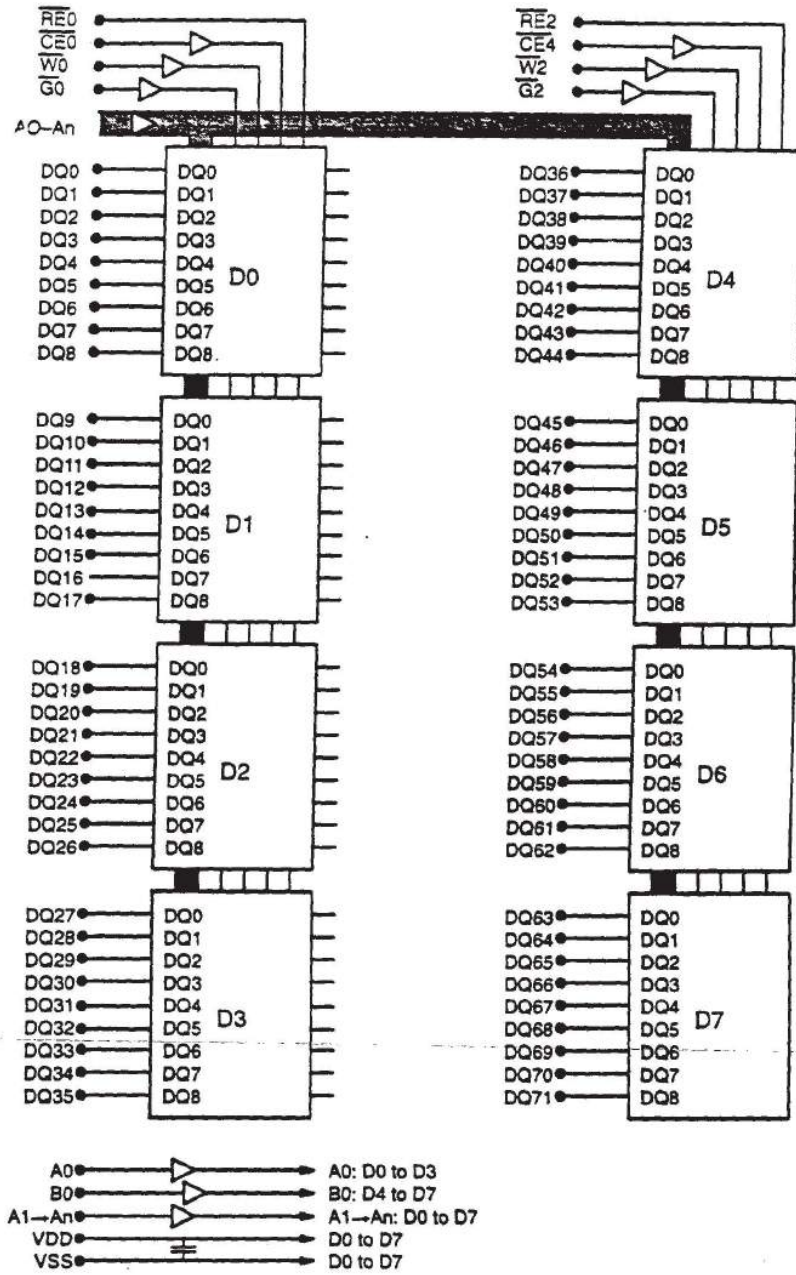 RE0
CE0
W0
G0
RE2
CE4
W2
G2
A0–An
DQ0 DQ0
DQ1 DQ1
DQ2 DQ2
DQ3 DQ3
DQ4 DQ4
DQ5 DQ5
DQ6 DQ6
DQ7 DQ7
DQ8 DQ8
D0
DQ36 DQ0
DQ37 DQ1
DQ38 DQ2
DQ39 DQ3
DQ40 DQ4
DQ41 DQ5
DQ42 DQ6
DQ43 DQ7
DQ44 DQ8
D4
DQ9 DQ0
DQ10 DQ1
DQ11 DQ2
DQ12 DQ3
DQ13 DQ4
DQ14 DQ5
DQ15 DQ6
DQ16 DQ7
DQ17 DQ8
D1
DQ45 DQ0
DQ46 DQ1
DQ47 DQ2
DQ48 DQ3
DQ49 DQ4
DQ50 DQ5
DQ51 DQ6
DQ52 DQ7
DQ53 DQ8
D5
DQ18 DQ0
DQ19 DQ1
DQ20 DQ2
DQ21 DQ3
DQ22 DQ4
DQ23 DQ5
DQ24 DQ6
DQ25 DQ7
DQ26 DQ8
D2
DQ54 DQ0
DQ55 DQ1
DQ56 DQ2
DQ57 DQ3
DQ58 DQ4
DQ59 DQ5
DQ60 DQ6
DQ61 DQ7
DQ62 DQ8
D6
DQ27 DQ0
DQ28 DQ1
DQ29 DQ2
DQ30 DQ3
DQ31 DQ4
DQ32 DQ5
DQ33 DQ6
DQ34 DQ7
DQ35 DQ8
D3
DQ63 DQ0
DQ64 DQ1
DQ65 DQ2
DQ66 DQ3
DQ67 DQ4
DQ68 DQ5
DQ69 DQ6
DQ70 DQ7
DQ71 DQ8
D7
A0 A0: D0 to D3
B0 B0: D4 to D7
A1→An A1→An: D0 to D7
VDD D0 to D7
VSS D0 to D7